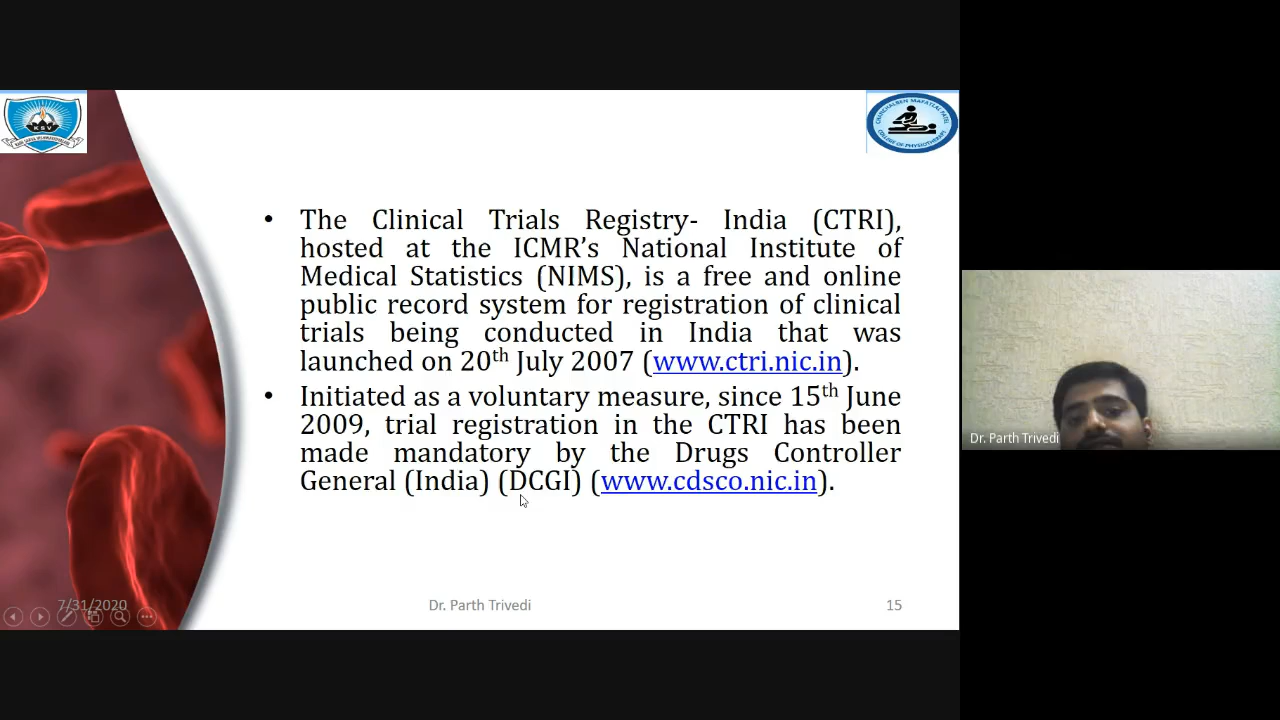 KSV
• The Clinical Trials Registry- India (CTRI),
hosted at the ICMR’s National Institute of
Medical Statistics (NIMS), is a free and online
public record system for registration of clinical
trials being conducted in India that was
launched on 20th July 2007 (www.ctri.nic.in).
• Initiated as a voluntary measure, since 15th June
2009, trial registration in the CTRI has been
made mandatory by the Drugs Controller
General (India) (DCGI) (www.cdsco.nic.in).
Dr. Parth Trivedi
7/31/2020
Dr. Parth Trivedi
15